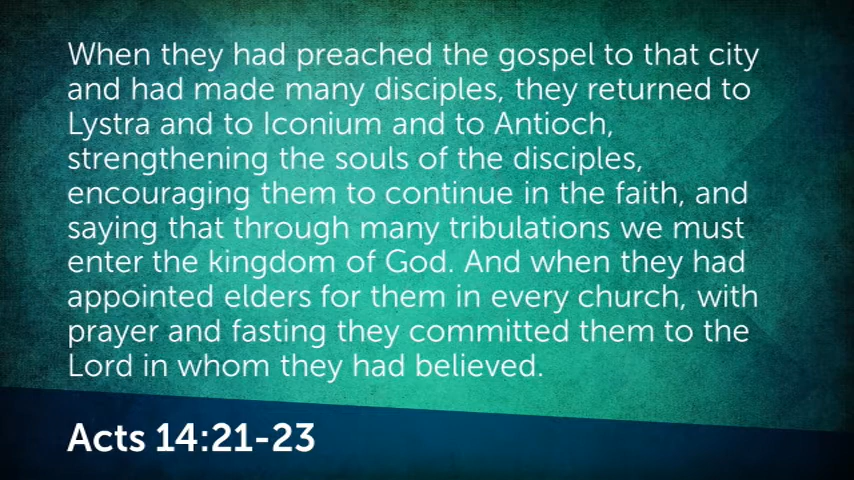 When they had preached the gospel to that city
and had made many disciples, they returned to
Lystra and to Iconium and to Antioch,
strengthening the souls of the disciples,
encouraging them to continue in the faith, and
saying that through many tribulations we must
enter the kingdom of God. And when they had
appointed elders for them in every church, with
prayer and fasting they committed them to the
Lord in whom they had believed.
Acts 14:21-23